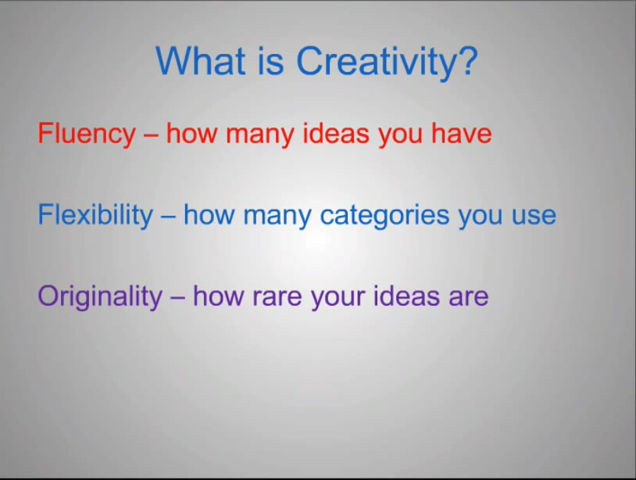 What is Creativity?
Fluency – how many ideas you have
Flexibility – how many categories you use
Originality – how rare your ideas are